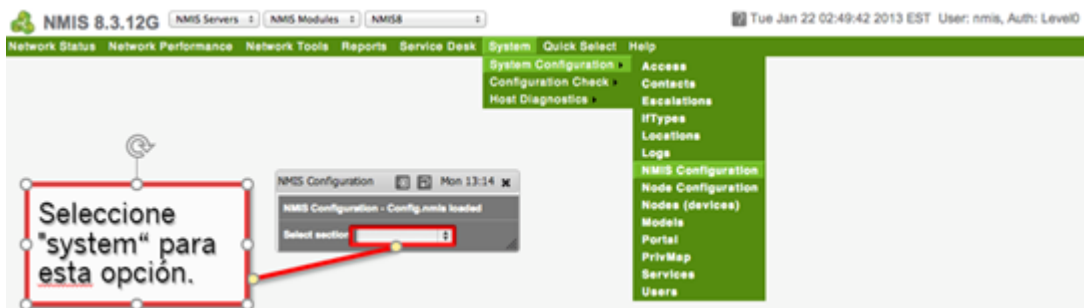 NMIS 8.3.12G NMIS Servers NMIS Modules NMIS8 Tue Jan 22 02:49:42 2013 EST User: nmis, Auth: Level0
Network Status Network Performance Network Tools Reports Service Desk System Quick Select Help
System Configuration
Configuration Check
Host Diagnostics
Access
Contacts
Escalations
IfTypes
Locations
Logs
NMIS Configuration
Node Configuration
Nodes (devices)
Models
Portal
PrivMap
Services
Users
NMIS Configuration Mon 13:14
NMIS Configuration - Config.nmis loaded
Select section
Seleccione
"system“ para
esta opción.